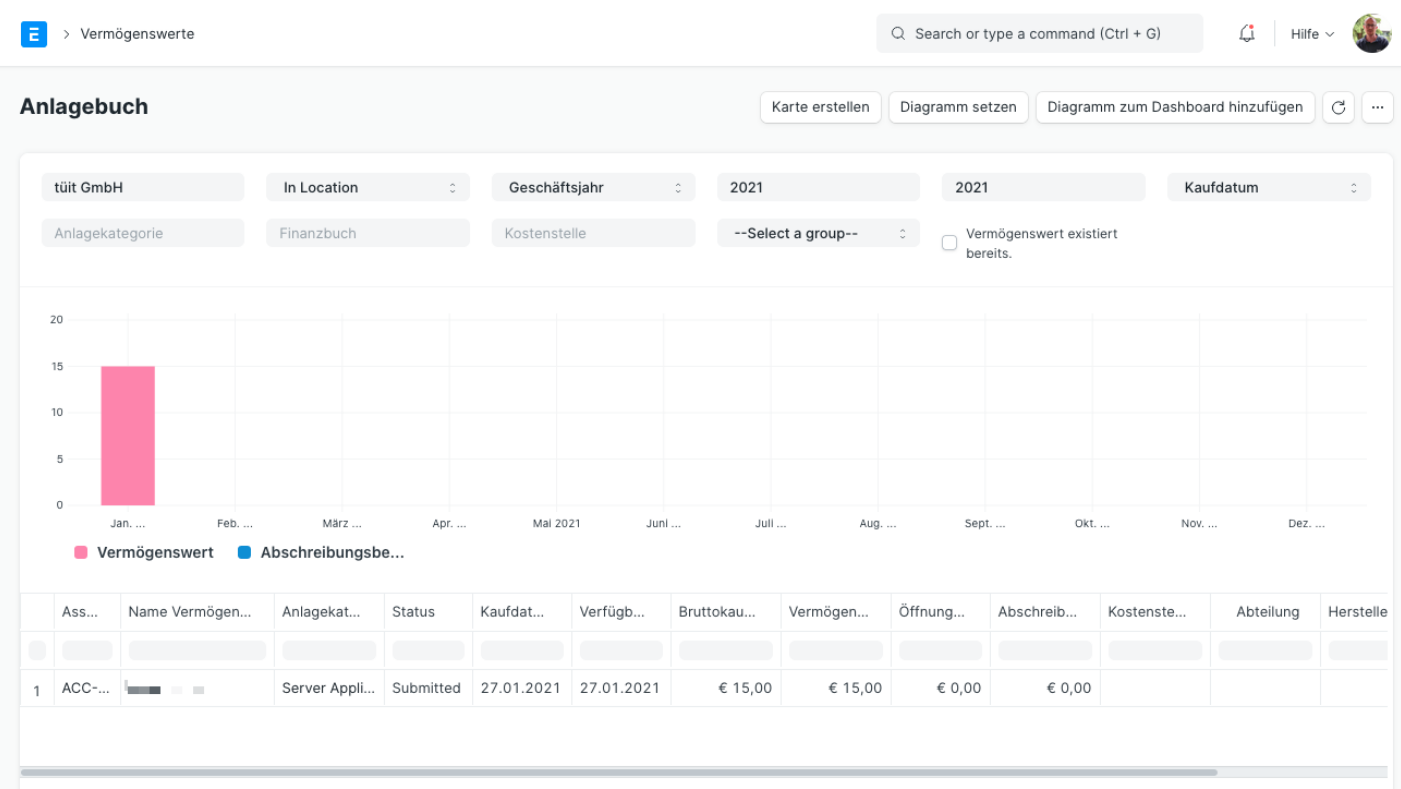 E Vermögenswerte Search or type a command (Ctrl + G) Hilfe
Anlagebuch Karte erstellen Diagramm setzen Diagramm zum Dashboard hinzufügen ...
tüit GmbH In Location Geschäftsjahr 2021 2021 Kaufdatum
Anlagekategorie Finanzbuch Kostenstelle --Select a group-- Vermögenswert existiert
bereits.
20
15
10
5
0
Jan. ... Feb. ... März ... Apr. ... Mai 2021 Juni ... Juli ... Aug. ... Sept. ... Okt. ... Nov. ... Dez. ...
Vermögenswert Abschreibungsbe...
Ass... Name Vermögen... Anlagekat... Status Kaufdat... Verfügb... Bruttokau... Vermögen... Öffnung... Abschreib... Kostenste... Abteilung Herstelle
1 ACC-... Server Appli... Submitted 27.01.2021 27.01.2021 € 15,00 € 15,00 € 0,00 € 0,00